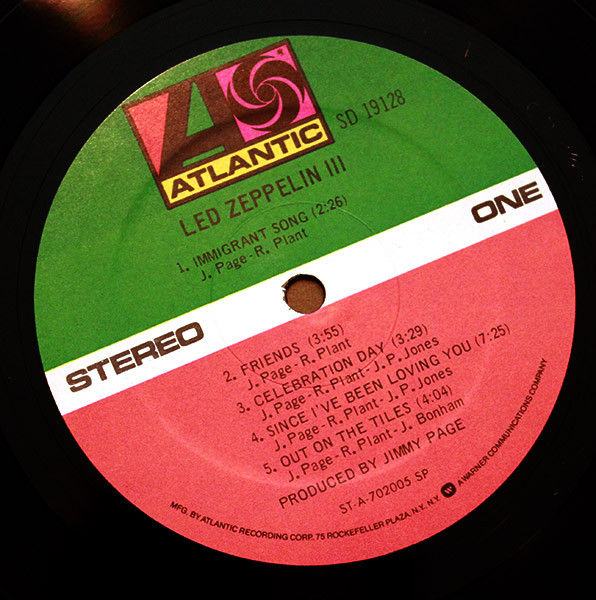 ATLANTIC
SD 19128
LED ZEPPELIN III
1. IMMIGRANT SONG (2:26)
J. Page-R. Plant
STEREO
ONE
2. FRIENDS (3:55)
J. Page-R. Plant
3. CELEBRATION DAY (3:29)
J. Page-R. Plant-J.P. Jones
4. SINCE I'VE BEEN LOVING YOU (7:25)
J. Page-R. Plant-J.P. Jones
5. OUT ON THE TILES (4:04)
J. Page-R. Plant-J. Bonham
PRODUCED BY JIMMY PAGE
ST-A-702005 SP
MFG. BY ATLANTIC RECORDING CORP. 75 ROCKEFELLER PLAZA, N.Y. N.Y. A WARNER COMMUNICATIONS COMPANY